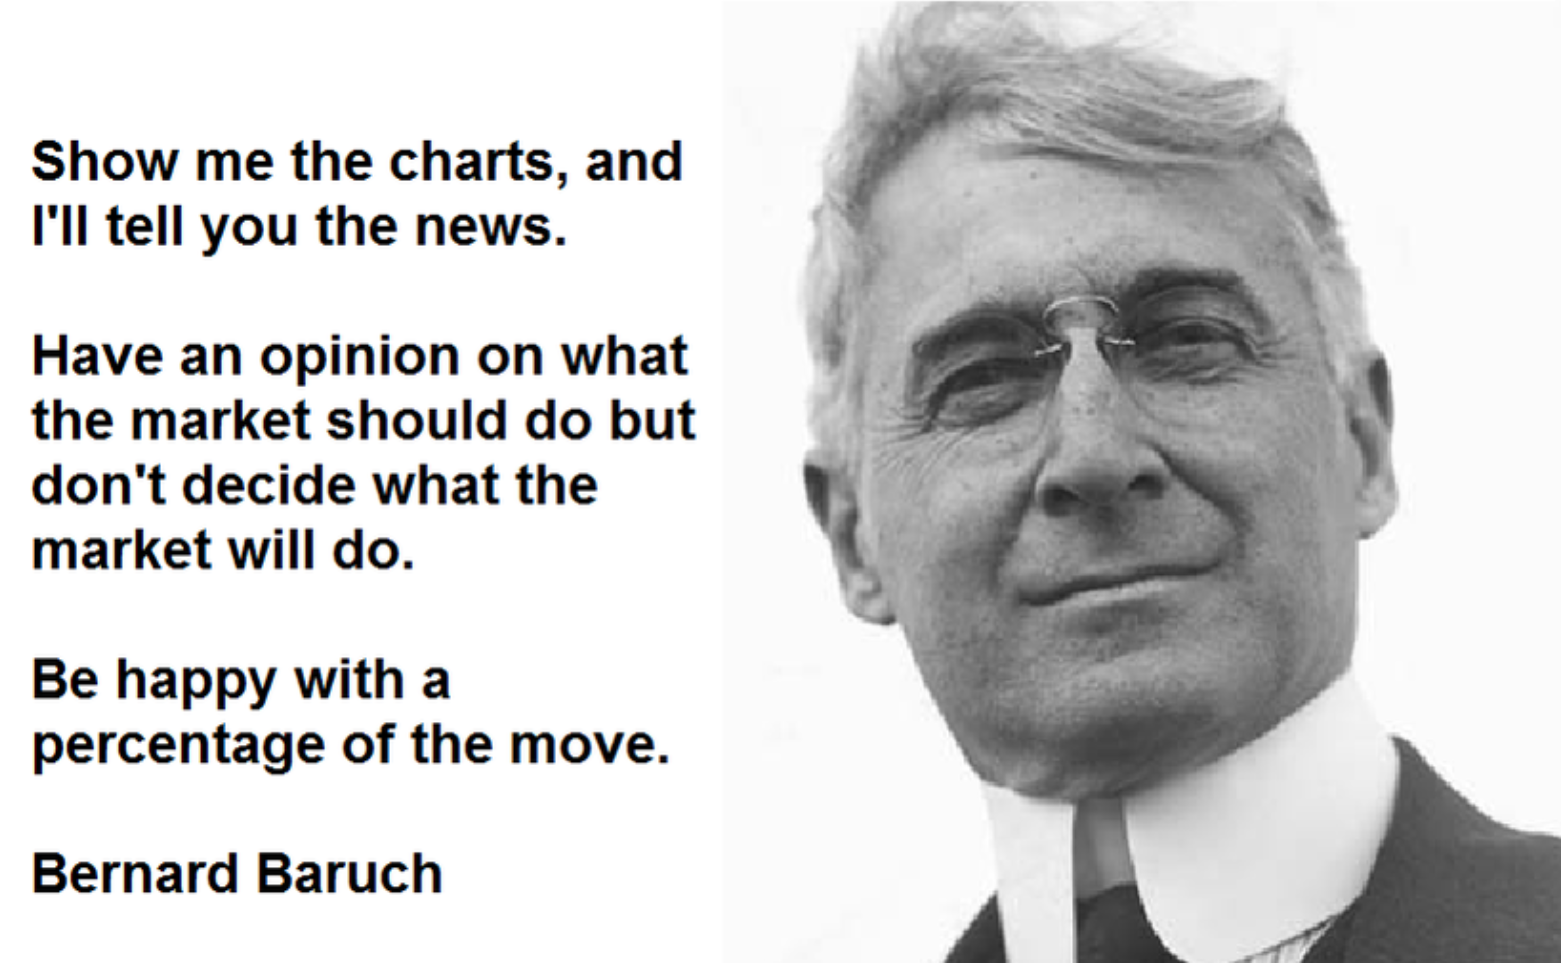 Show me the charts, and
I'll tell you the news.
Have an opinion on what
the market should do but
don't decide what the
market will do.
Be happy with a
percentage of the move.
Bernard Baruch